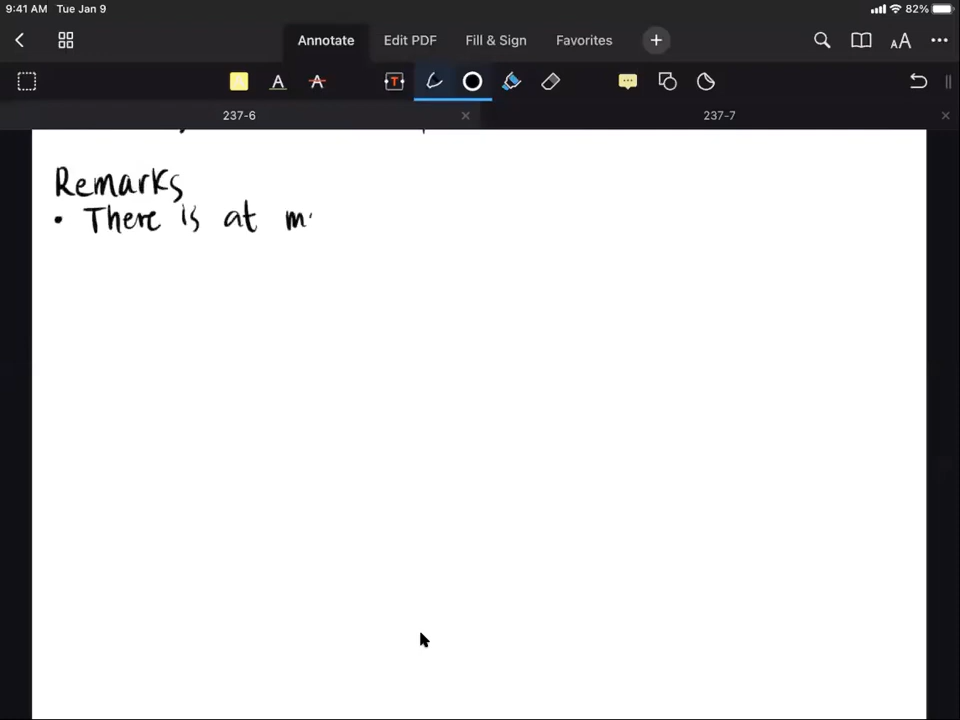 9:41 AM Tue Jan 9 82%
Annotate Edit PDF Fill & Sign Favorites
237-6 237-7
Remarks
• There is at m